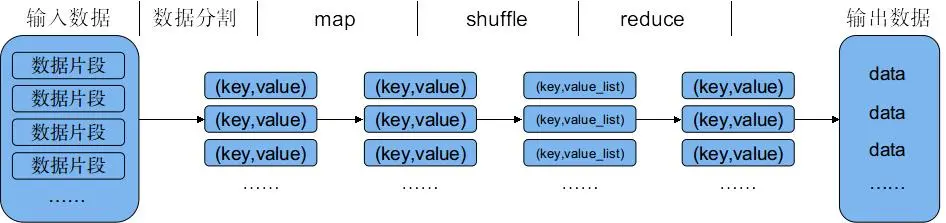 输入数据 数据分割 map shuffle reduce 输出数据
数据片段
数据片段
数据片段
数据片段
……
(key,value)
(key,value)
(key,value)
……
(key,value)
(key,value)
(key,value)
……
(key,value_list)
(key,value_list)
(key,value_list)
……
(key,value)
(key,value)
(key,value)
……
data
data
data
……